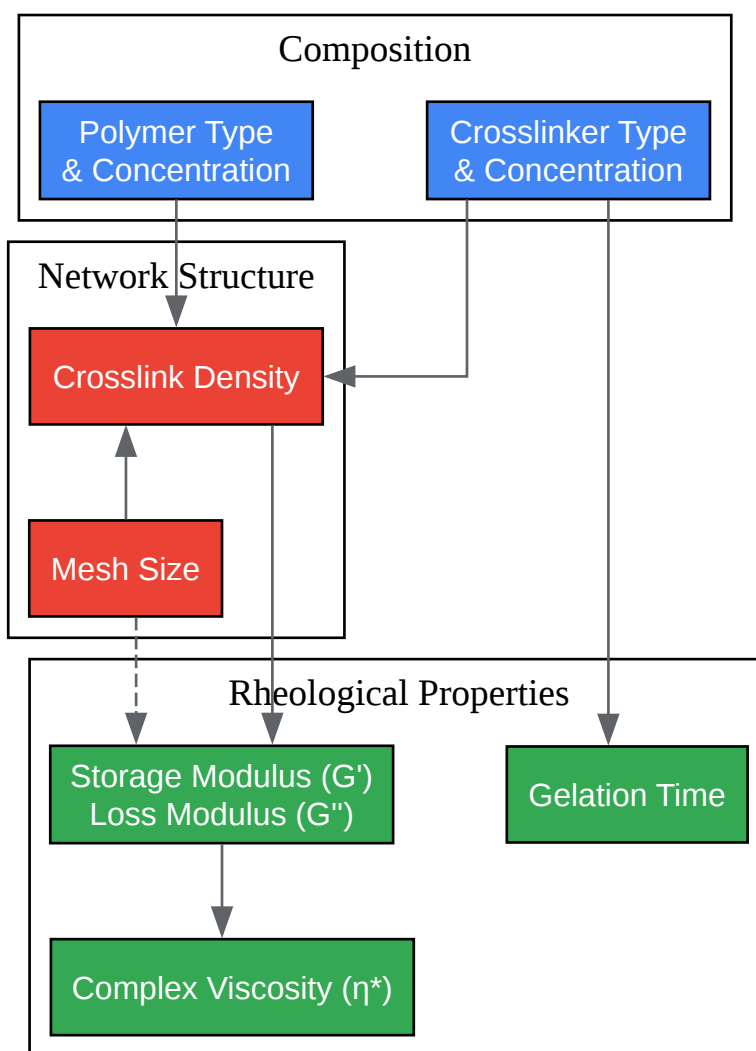 Composition
Polymer Type
& Concentration
Crosslinker Type
& Concentration
Network Structure
Crosslink Density
Mesh Size
Rheological Properties
Storage Modulus (G')
Loss Modulus (G")
Gelation Time
Complex Viscosity (η*)